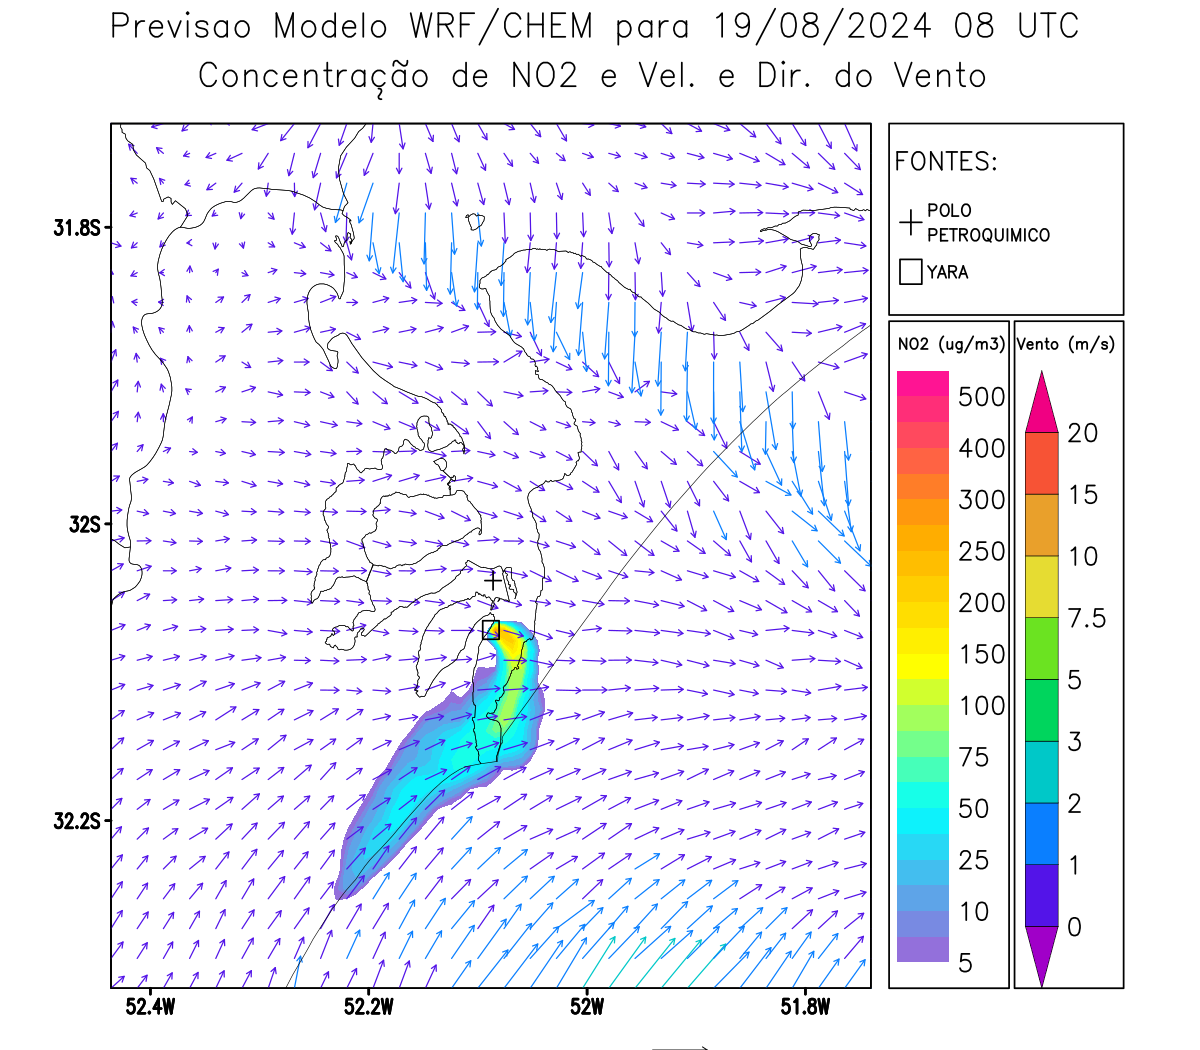 Previsao Modelo WRF/CHEM para 19/08/2024 08 UTC
Concentração de NO2 e Vel. e Dir. do Vento
FONTES:
POLO
PETROQUIMICO
YARA
NO2 (ug/m3)
500
400
300
250
200
150
100
75
50
25
10
5
Vento (m/s)
20
15
10
7.5
5
3
2
1
0
31.8S
32S
32.2S
52.4W
52.2W
52W
51.8W